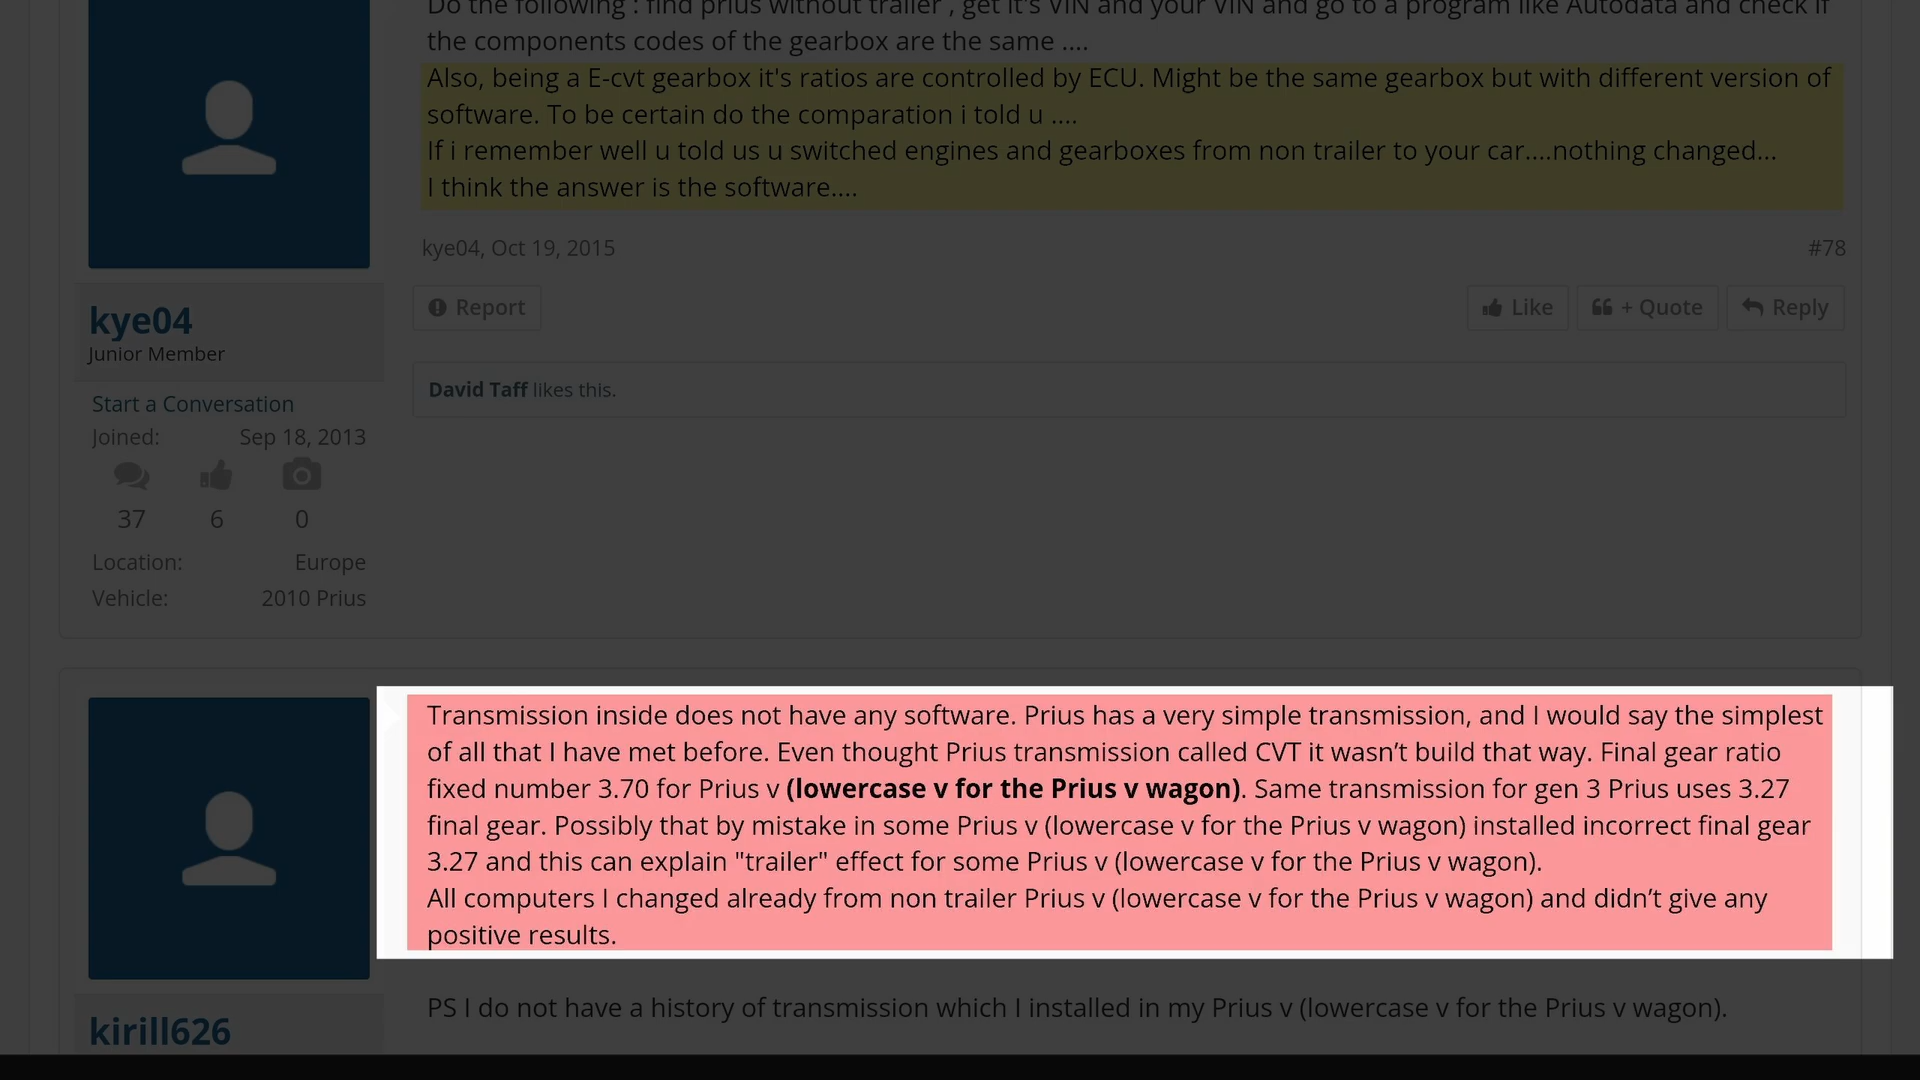 Do the following : find prius without trailer , get it's VIN and your VIN and go to a program like Autodata and check if
the components codes of the gearbox are the same ....
Also, being a E-cvt gearbox it's ratios are controlled by ECU. Might be the same gearbox but with different version of
software. To be certain do the comparation i told u ....
If i remember well u told us u switched engines and gearboxes from non trailer to your car....nothing changed...
I think the answer is the software....
kye04, Oct 19, 2015
#78
Report
Like
+ Quote
Reply
kye04
Junior Member
David Taff likes this.
Start a Conversation
Joined: Sep 18, 2013
37 6 0
Location: Europe
Vehicle: 2010 Prius
Transmission inside does not have any software. Prius has a very simple transmission, and I would say the simplest
of all that I have met before. Even thought Prius transmission called CVT it wasn’t build that way. Final gear ratio
fixed number 3.70 for Prius v (lowercase v for the Prius v wagon). Same transmission for gen 3 Prius uses 3.27
final gear. Possibly that by mistake in some Prius v (lowercase v for the Prius v wagon) installed incorrect final gear
3.27 and this can explain "trailer" effect for some Prius v (lowercase v for the Prius v wagon).
All computers I changed already from non trailer Prius v (lowercase v for the Prius v wagon) and didn’t give any
positive results.
PS I do not have a history of transmission which I installed in my Prius v (lowercase v for the Prius v wagon).
kirill626